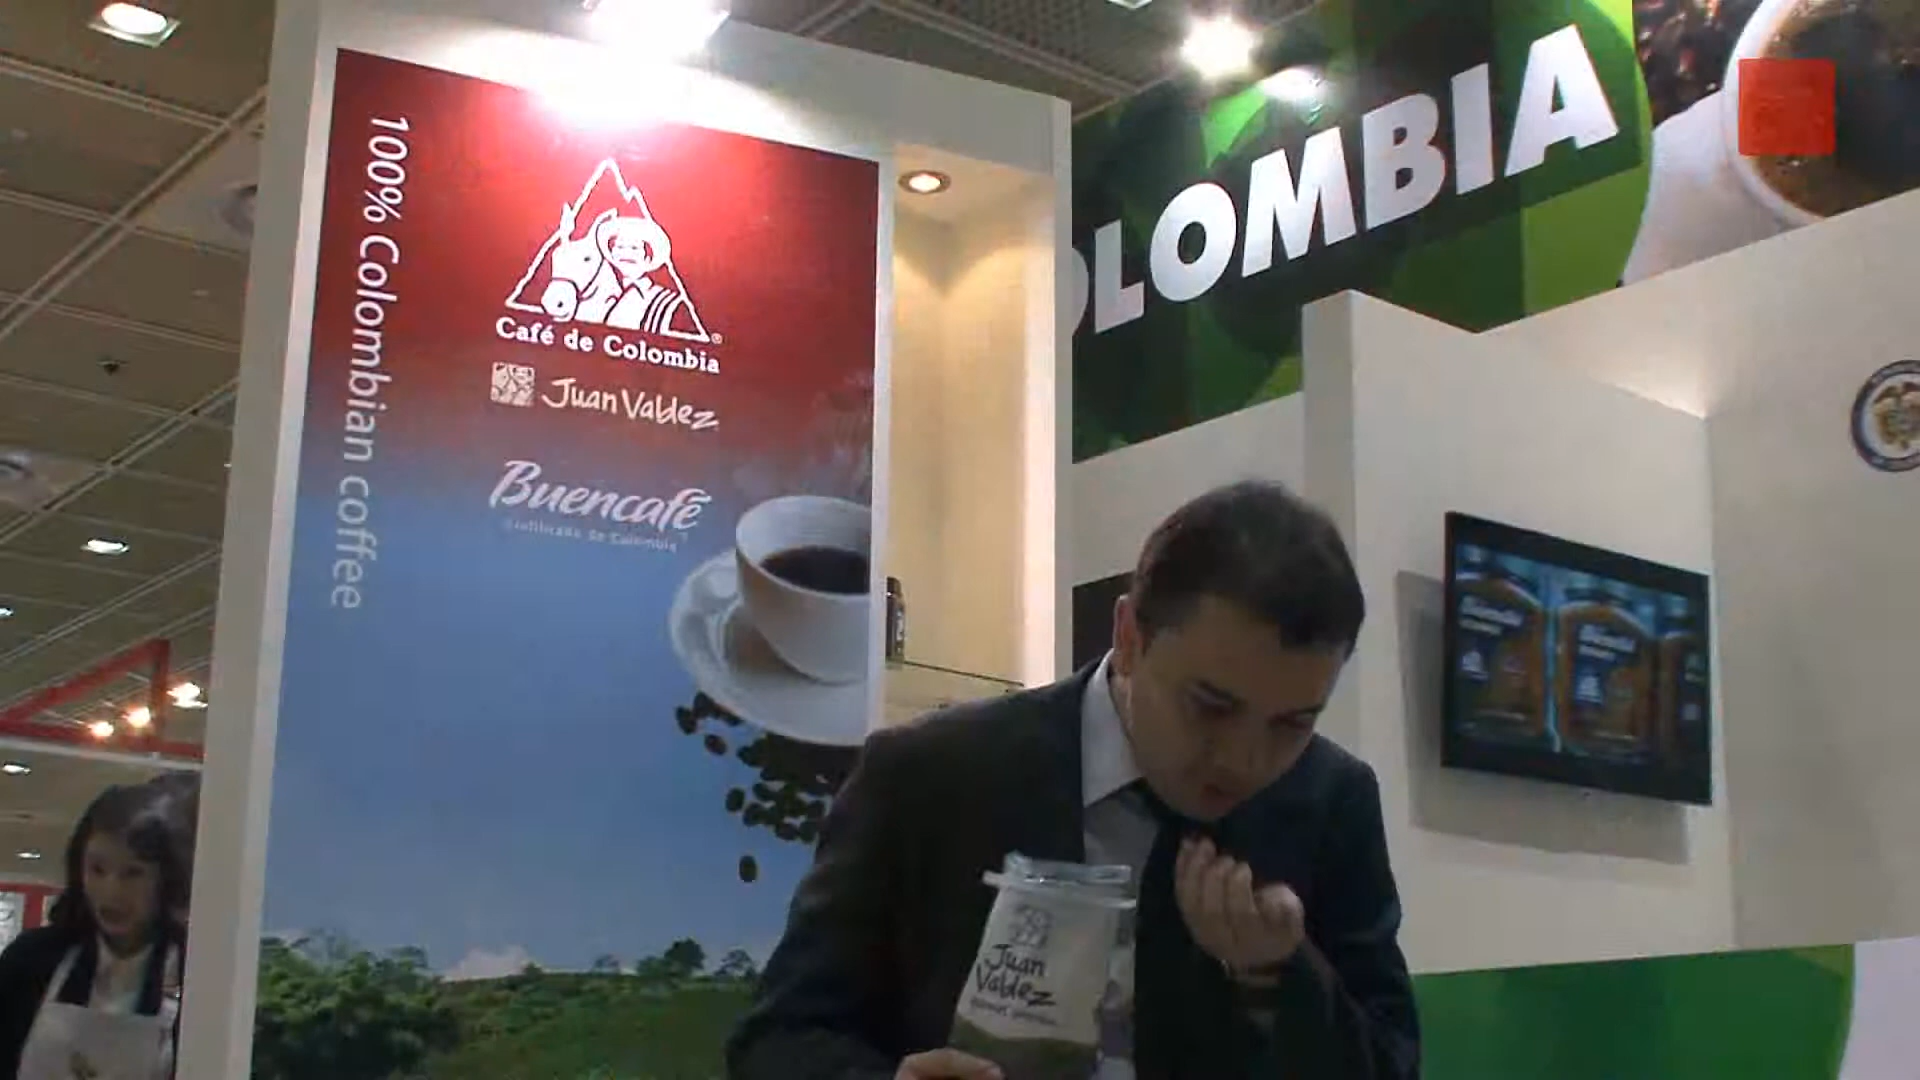 100% Colombian coffee
Café de Colombia
Juan Valdez
Buencafé
OLOMBIA
Juan
Valdez